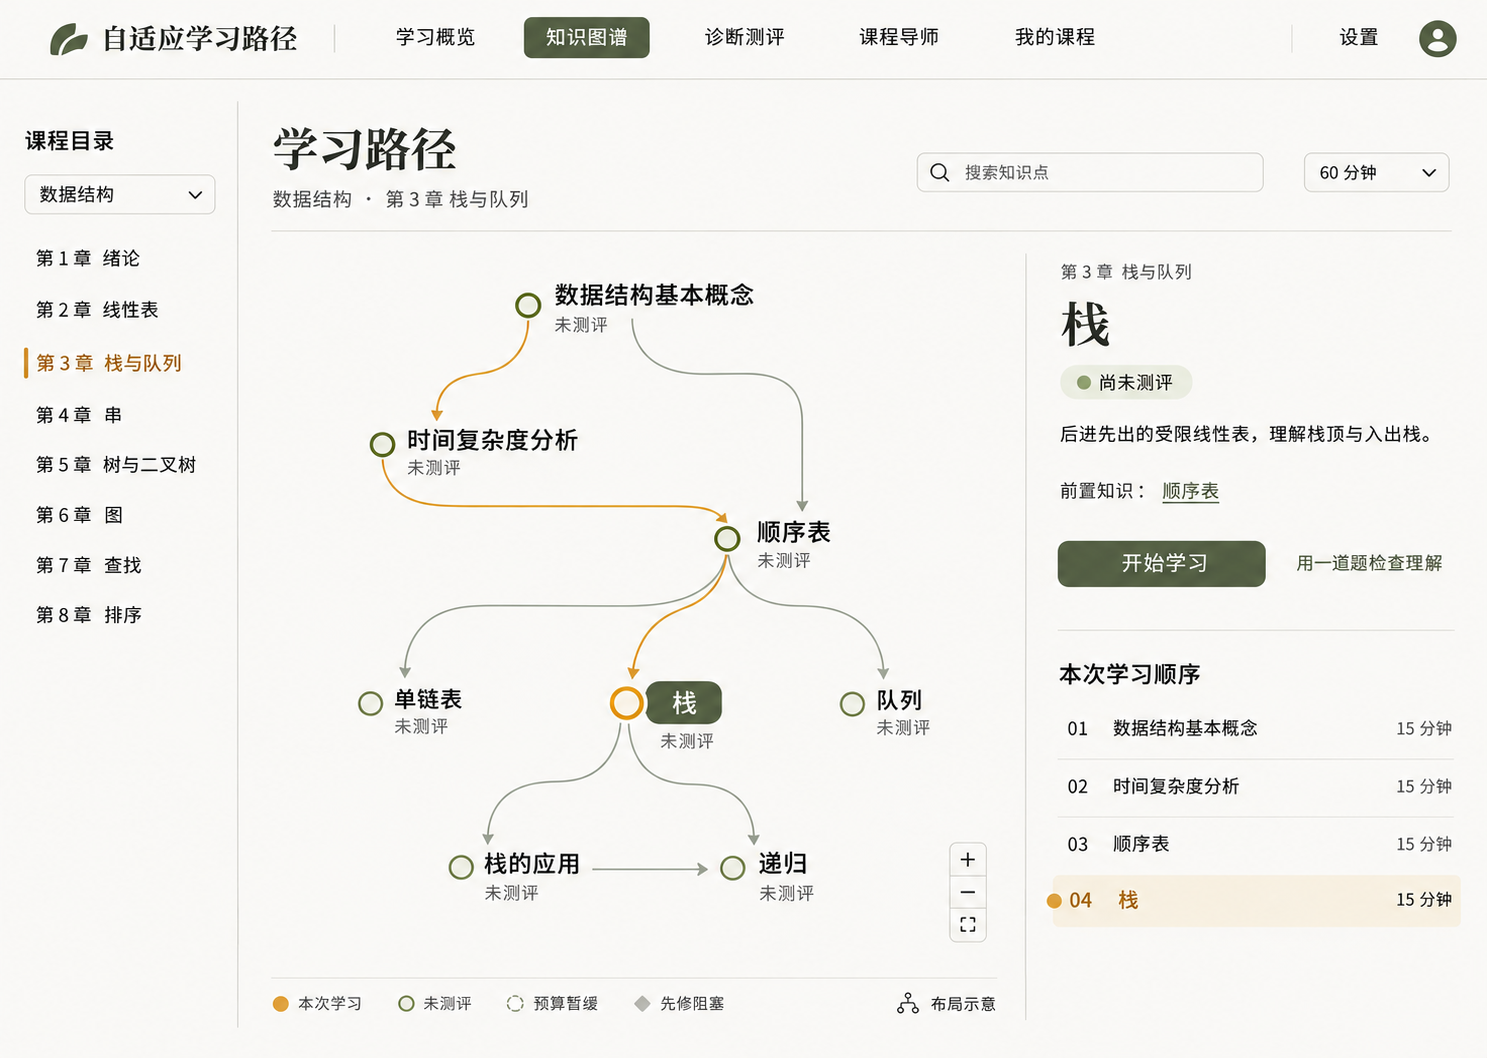 自适应学习路径
学习概览
知识图谱
诊断测评
课程导师
我的课程
设置
课程目录
数据结构
第 1 章 绪论
第 2 章 线性表
第 3 章 栈与队列
第 4 章 串
第 5 章 树与二叉树
第 6 章 图
第 7 章 查找
第 8 章 排序
学习路径
数据结构 · 第 3 章 栈与队列
搜索知识点
60 分钟
数据结构基本概念
未测评
时间复杂度分析
未测评
顺序表
未测评
单链表
未测评
栈
未测评
队列
未测评
栈的应用
未测评
递归
未测评
本次学习
未测评
预算暂缓
先修阻塞
布局示意
第 3 章 栈与队列
栈
尚未测评
后进先出的受限线性表，理解栈顶与入出栈。
前置知识： 顺序表
开始学习
用一道题检查理解
本次学习顺序
01 数据结构基本概念 15 分钟
02 时间复杂度分析 15 分钟
03 顺序表 15 分钟
04 栈 15 分钟